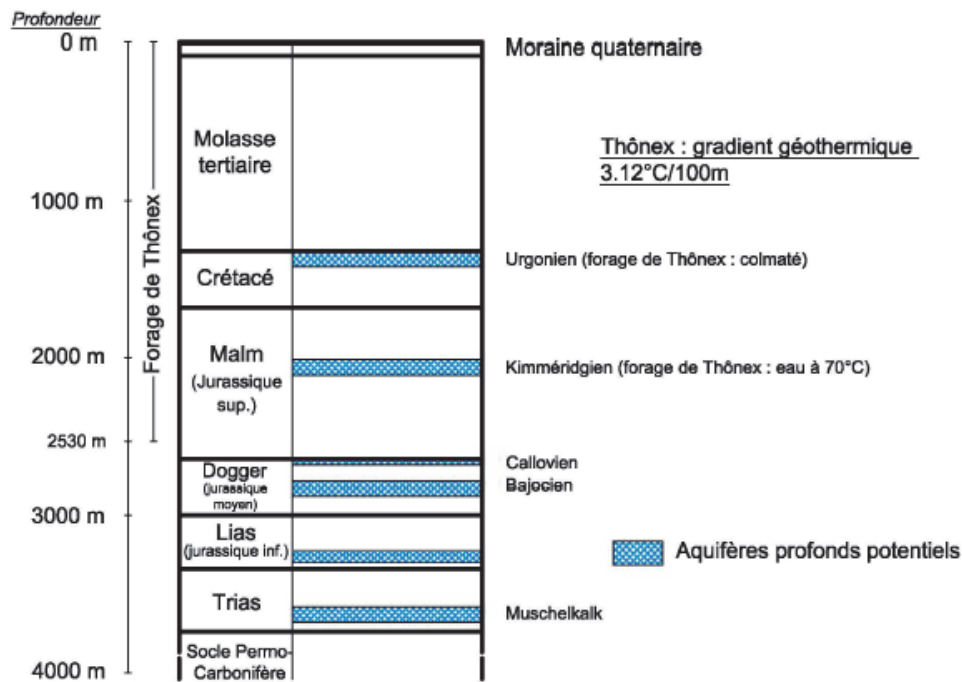 Profondeur
0 m
Moraine quaternaire
Molasse
tertiaire
Thônex : gradient géothermique
3.12°C/100m
1000 m
Forage de Thônex
Urgonien (forage de Thônex : colmaté)
Crétacé
2000 m
Malm
(Jurassique
sup.)
Kimméridgien (forage de Thônex : eau à 70°C)
2530 m
Callovien
Dogger
(jurassique
moyen)
Bajocien
3000 m
Lias
(jurassique inf.)
Aquifères profonds potentiels
Trias
Muschelkalk
Socle Permo-
Carbonifère
4000 m